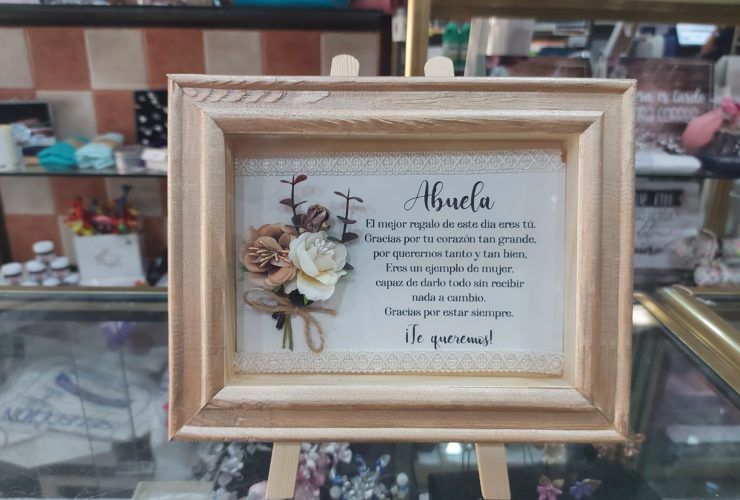 Abuela
El mejor regalo de este dia eres tú.
Gracias por tu corazón tan grande,
por querernos tanto y tan bien,
Eres un ejemplo de mujer,
capaz de darlo todo sin recibir
nada a cambio.
Gracias por estar siempre.
¡Te queremos!